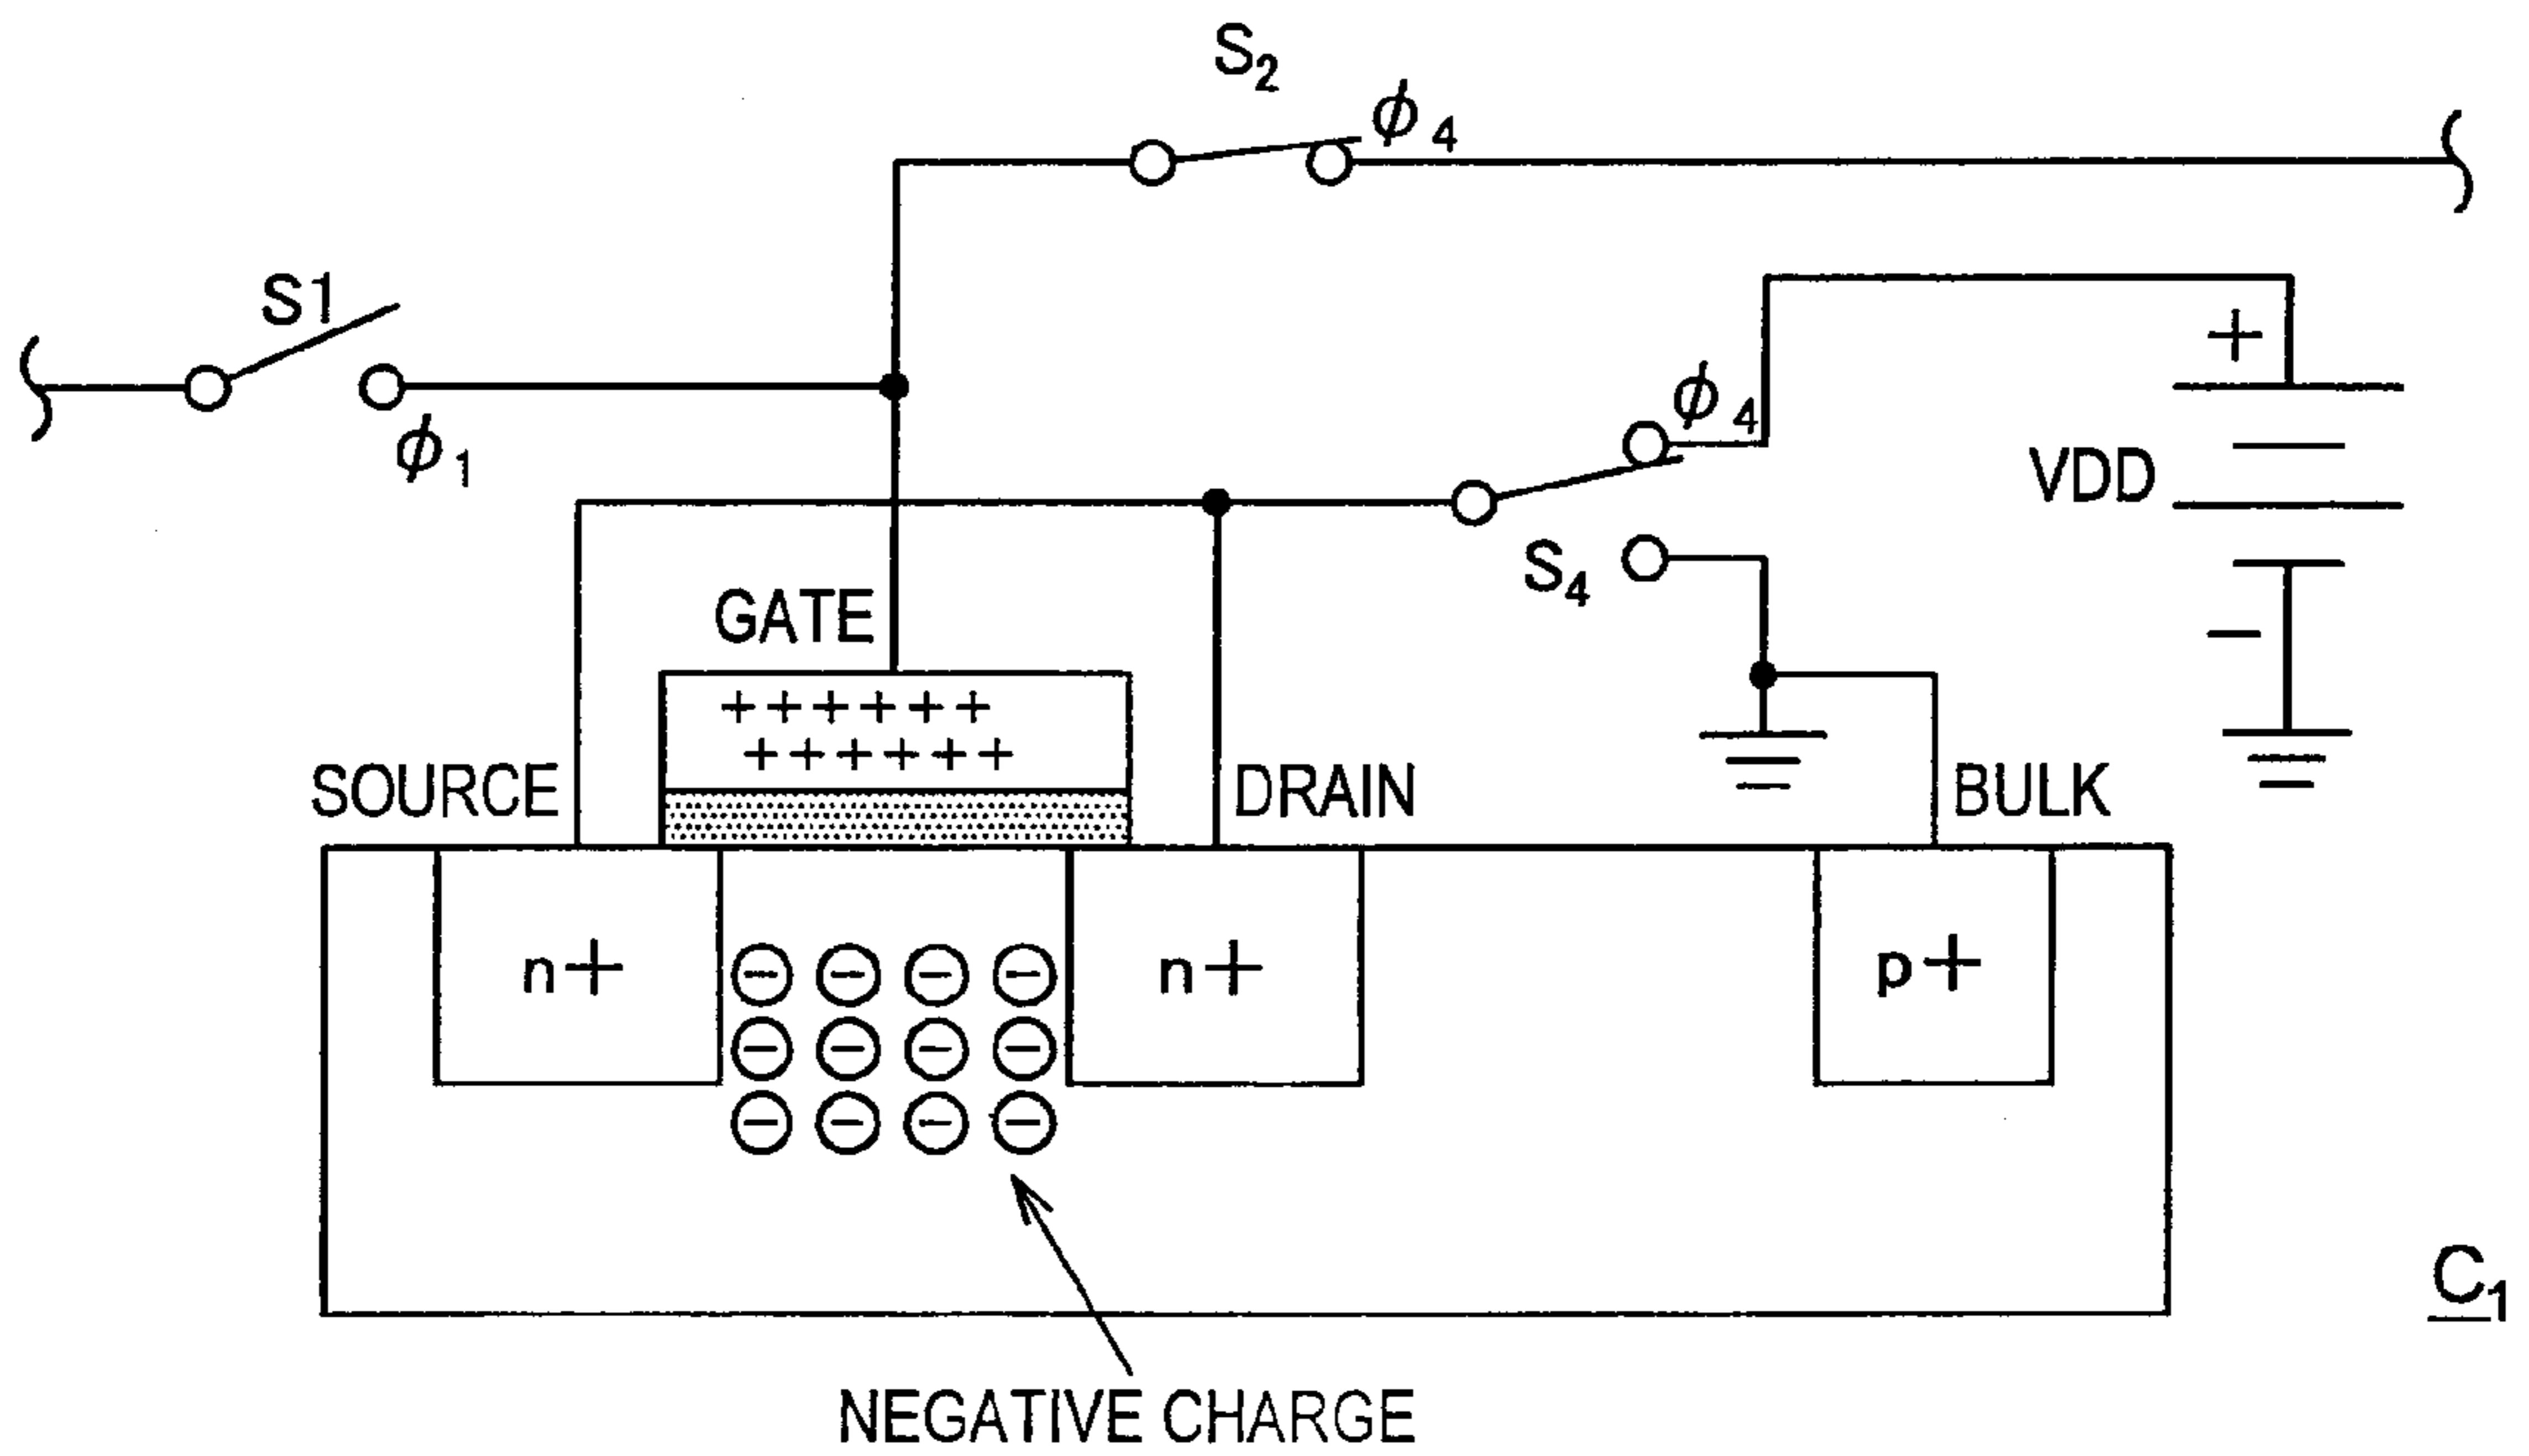 S₂
ϕ₄
S1
ϕ₁
ϕ₄
+
VDD
S₄
−
GATE
++++++
++++++
SOURCE
DRAIN
BULK
n+
n+
p+
⊖ ⊖ ⊖ ⊖
⊖ ⊖ ⊖ ⊖
⊖ ⊖ ⊖ ⊖
C₁
NEGATIVE CHARGE